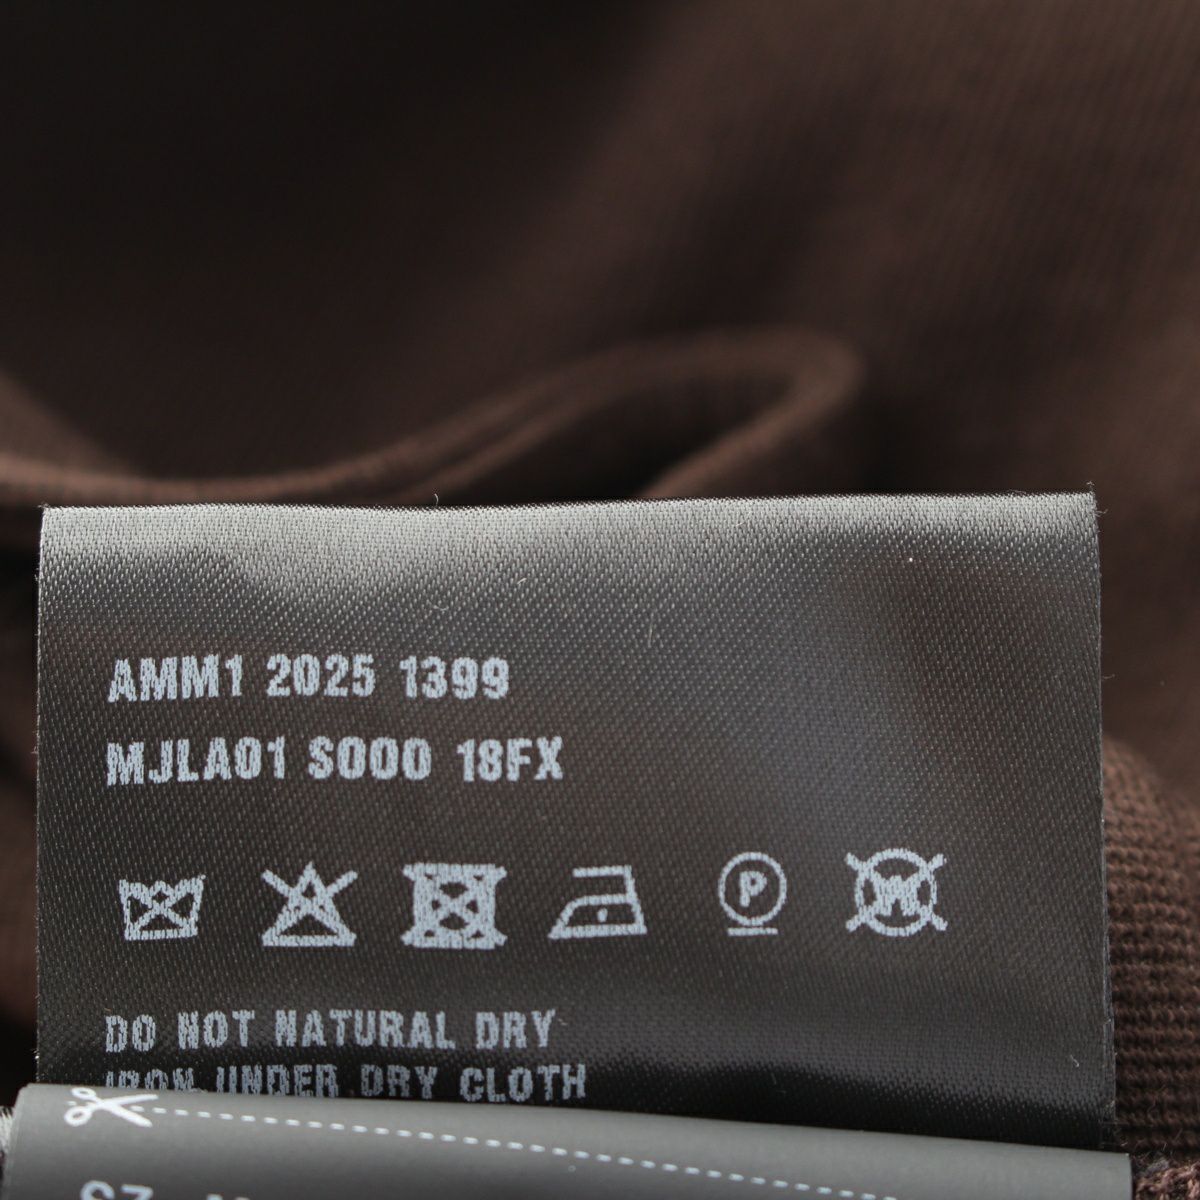 AMM1 2025 1399
MJLA01 S000 18FX
P
W
DO NOT NATURAL DRY
IRON UNDER DRY CLOTH